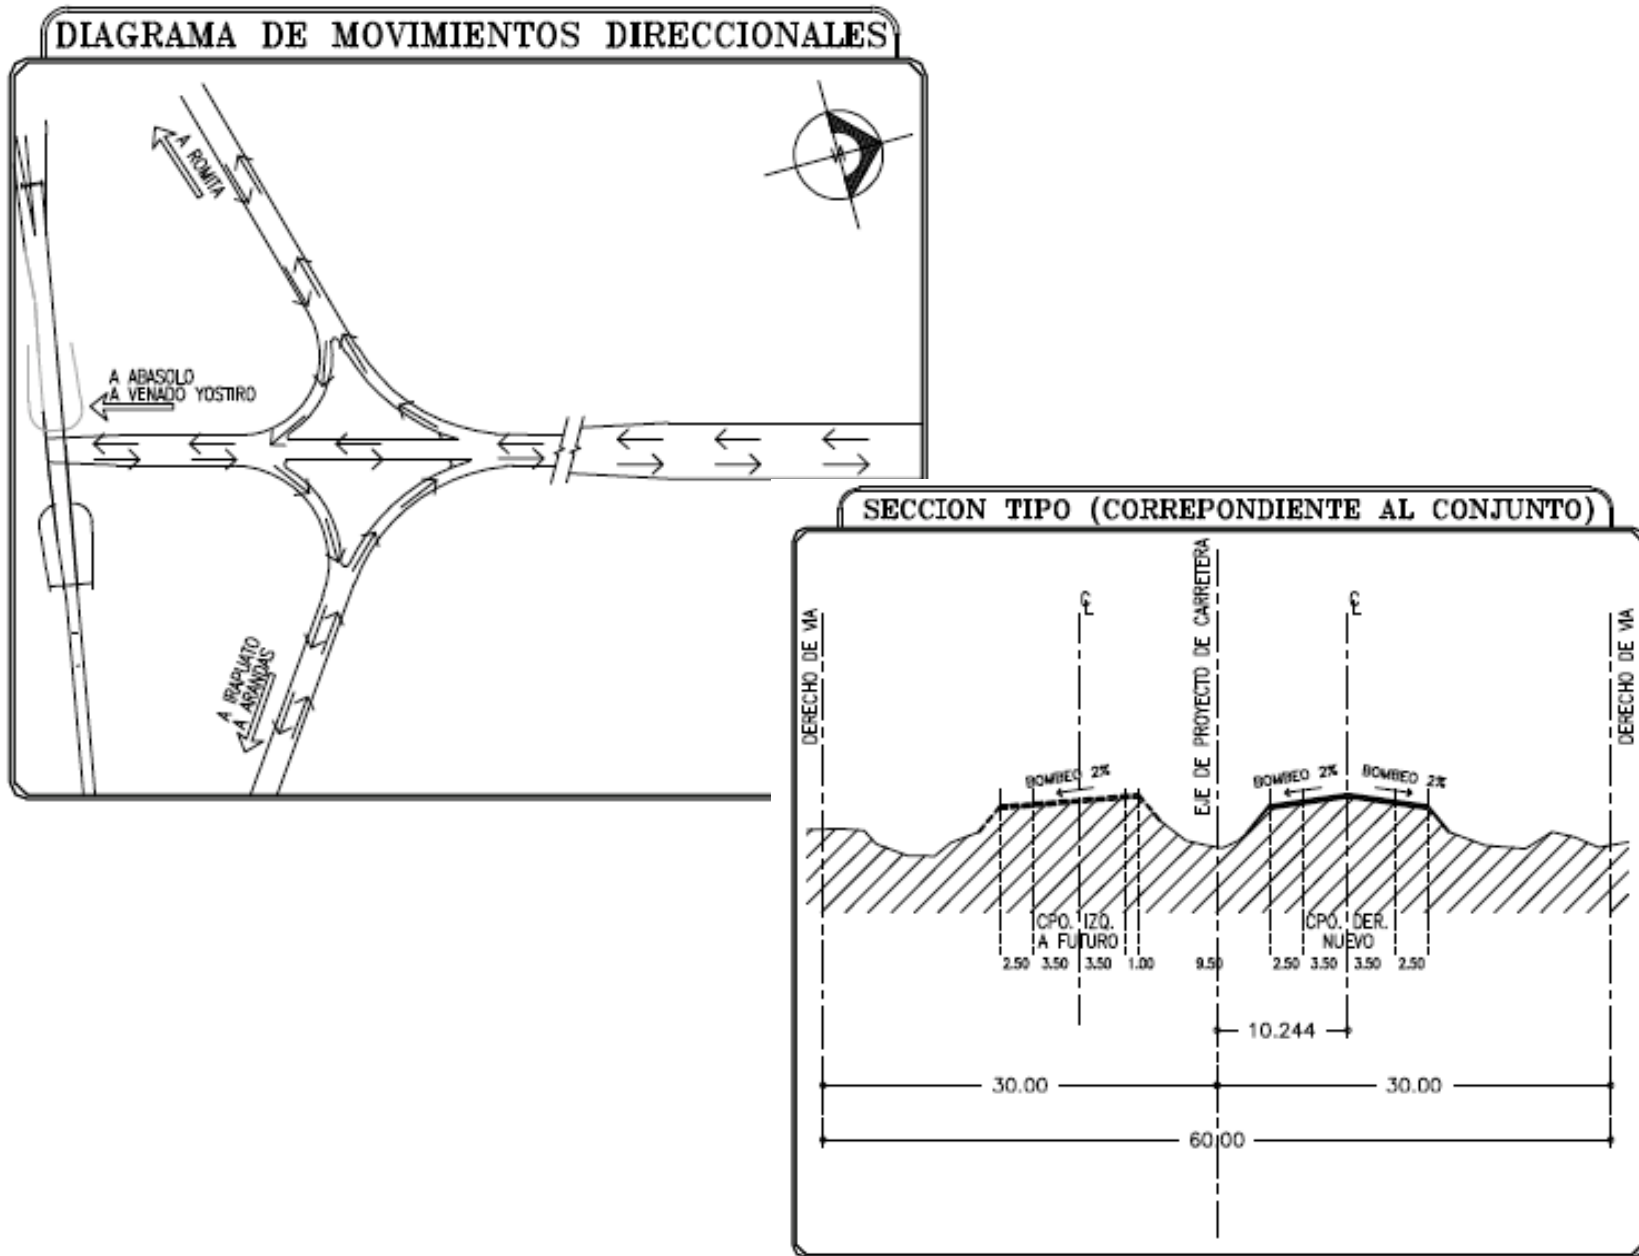 DIAGRAMA DE MOVIMIENTOS DIRECCIONALES
A ROMITA
A ABASOLO
A VENADO YOSTIRO
A IRAPUATO
A ARANDAS
SECCION TIPO (CORREPONDIENTE AL CONJUNTO)
DERECHO DE VIA
EJE DE PROYECTO DE CARRETERA
DERECHO DE VIA
BOMBEO 2%
BOMBEO 2%
BOMBEO 2%
CPO. IZQ.
A FUTURO
CPO. DER.
NUEVO
2.50 3.50 3.50 1.00 9.50 2.50 3.50 3.50 2.50
10.244
30.00 30.00
60.00